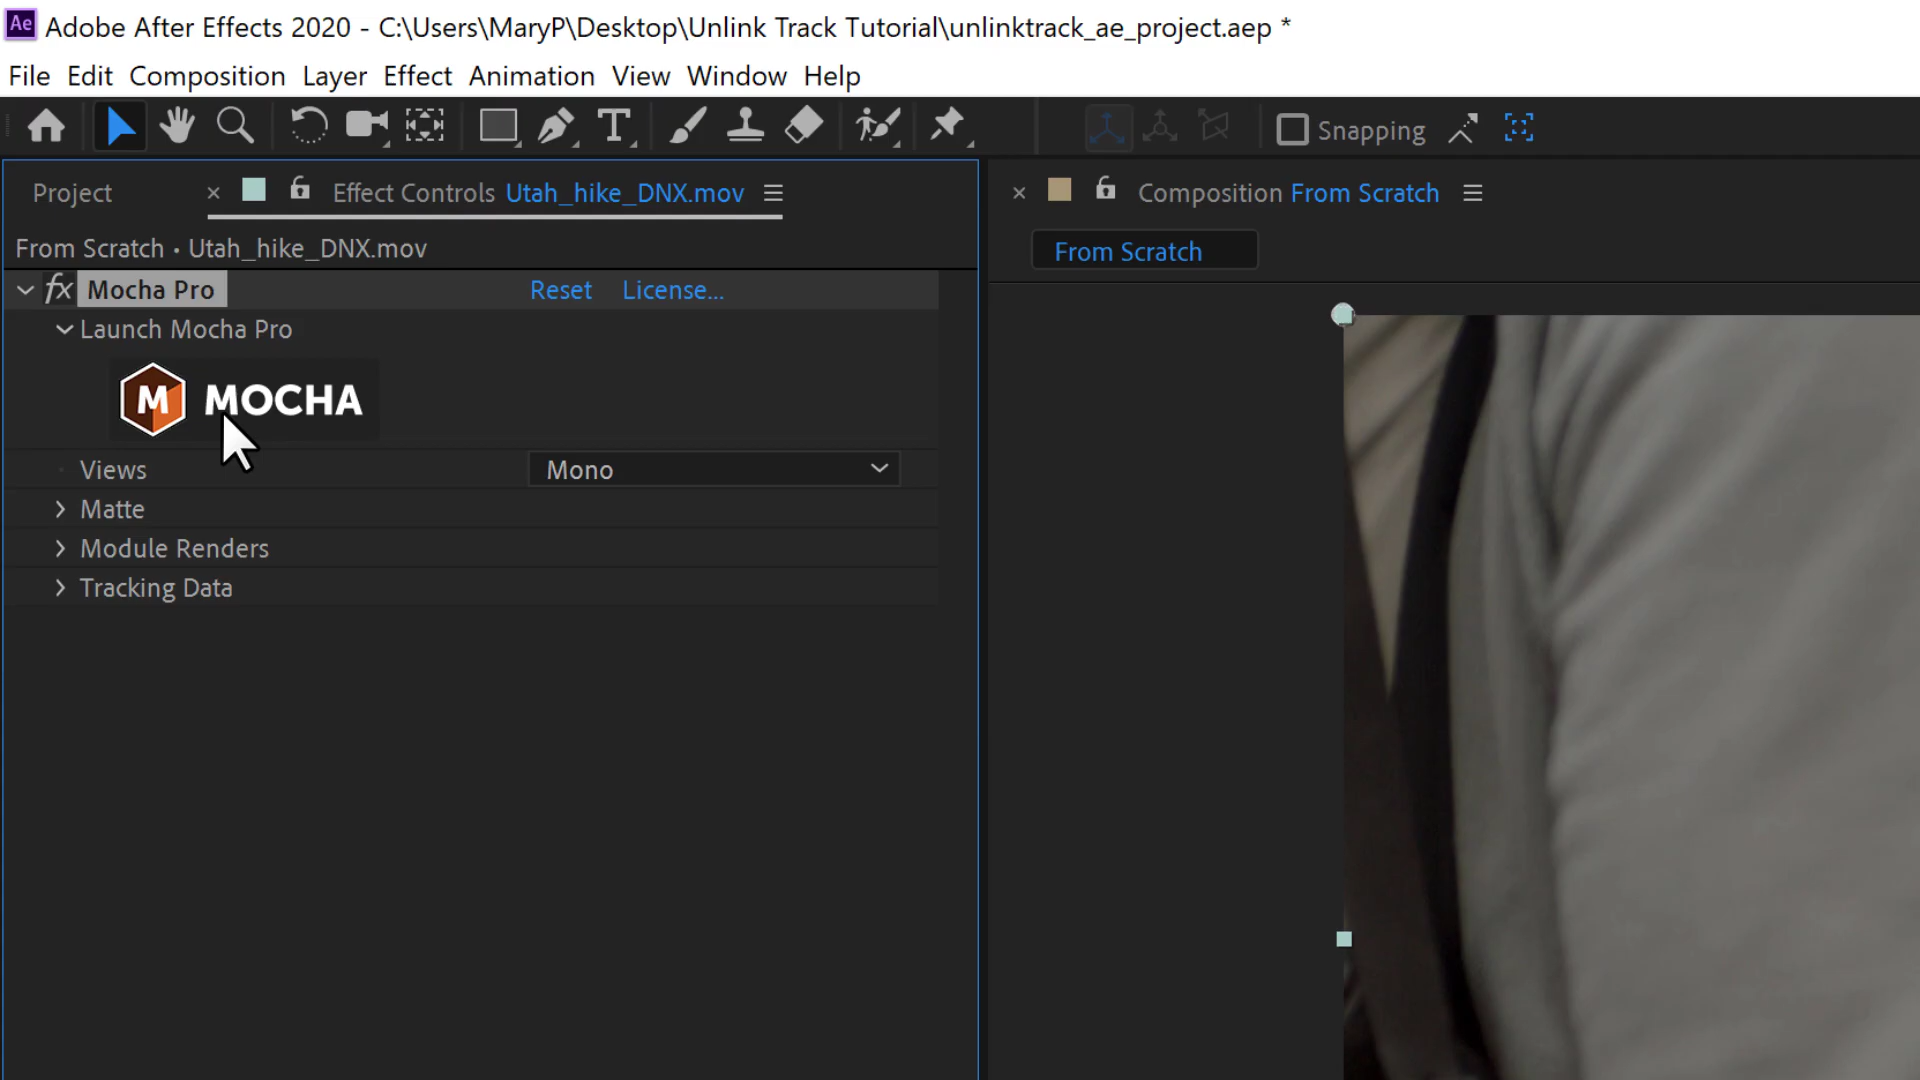 Ae Adobe After Effects 2020 - C:\Users\MaryP\Desktop\Unlink Track Tutorial\unlinktrack_ae_project.aep *
File Edit Composition Layer Effect Animation View Window Help
T Snapping
Project × Effect Controls Utah_hike_DNX.mov
× Composition From Scratch
From Scratch • Utah_hike_DNX.mov
From Scratch
fx Mocha Pro Reset License...
Launch Mocha Pro
M MOCHA
Views Mono
Matte
Module Renders
Tracking Data